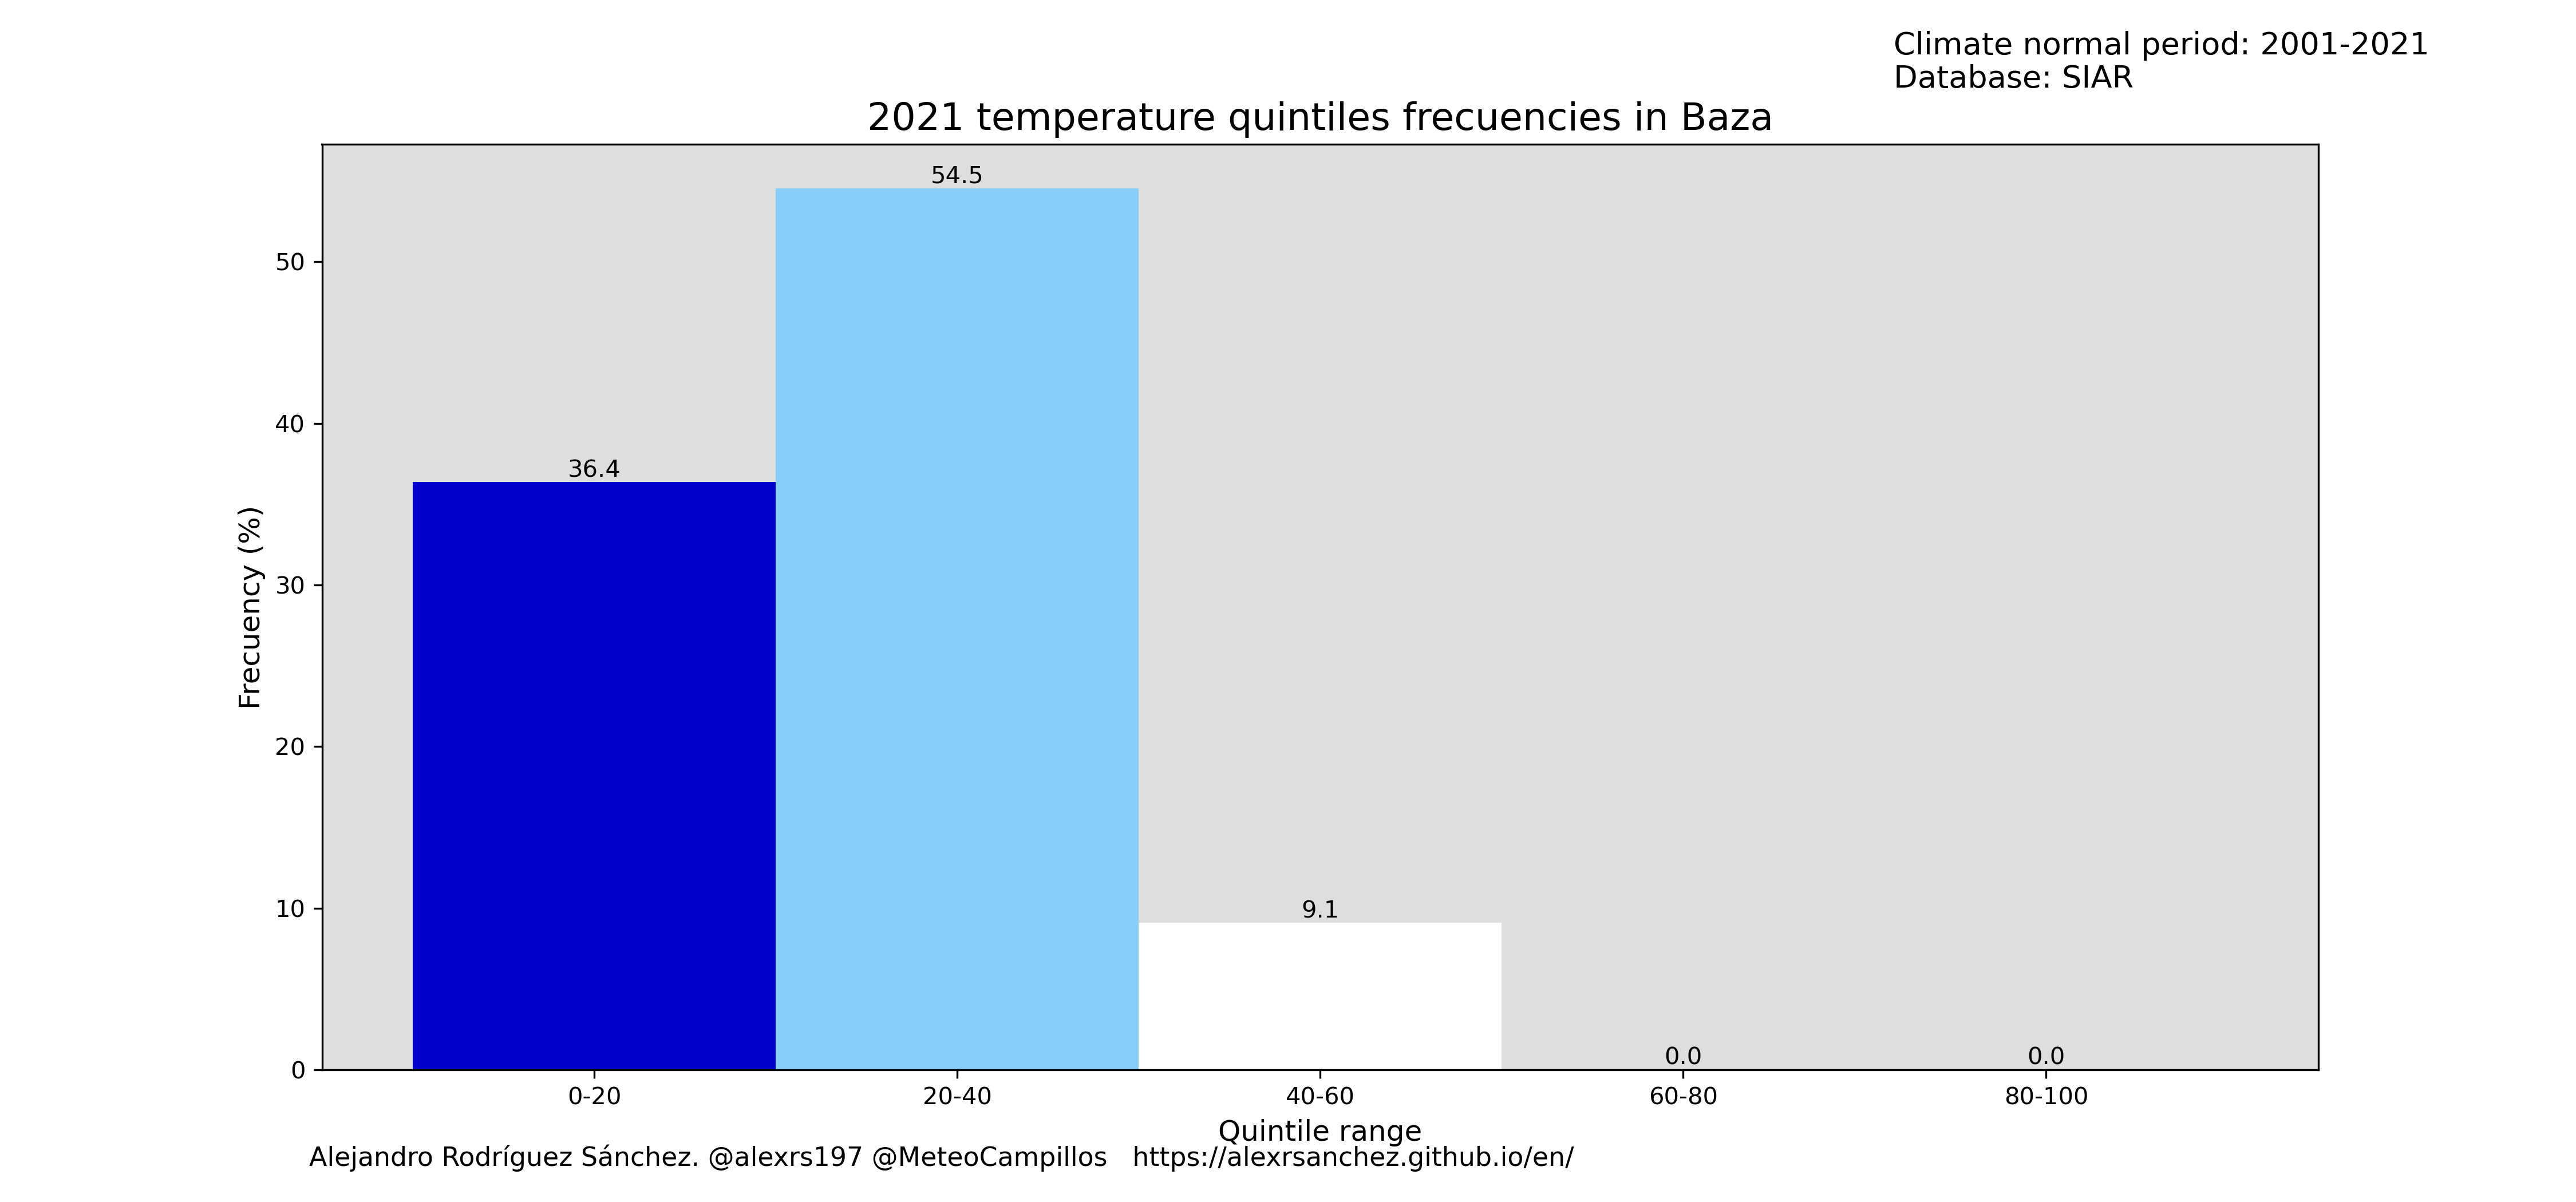 Climate normal period: 2001-2021
Database: SIAR
2021 temperature quintiles frecuencies in Baza
Frecuency (%)
50
40
30
20
10
0
36.4
54.5
9.1
0.0
0.0
0-20
20-40
40-60
60-80
80-100
Quintile range
Alejandro Rodríguez Sánchez. @alexrs197 @MeteoCampillos https://alexrsanchez.github.io/en/